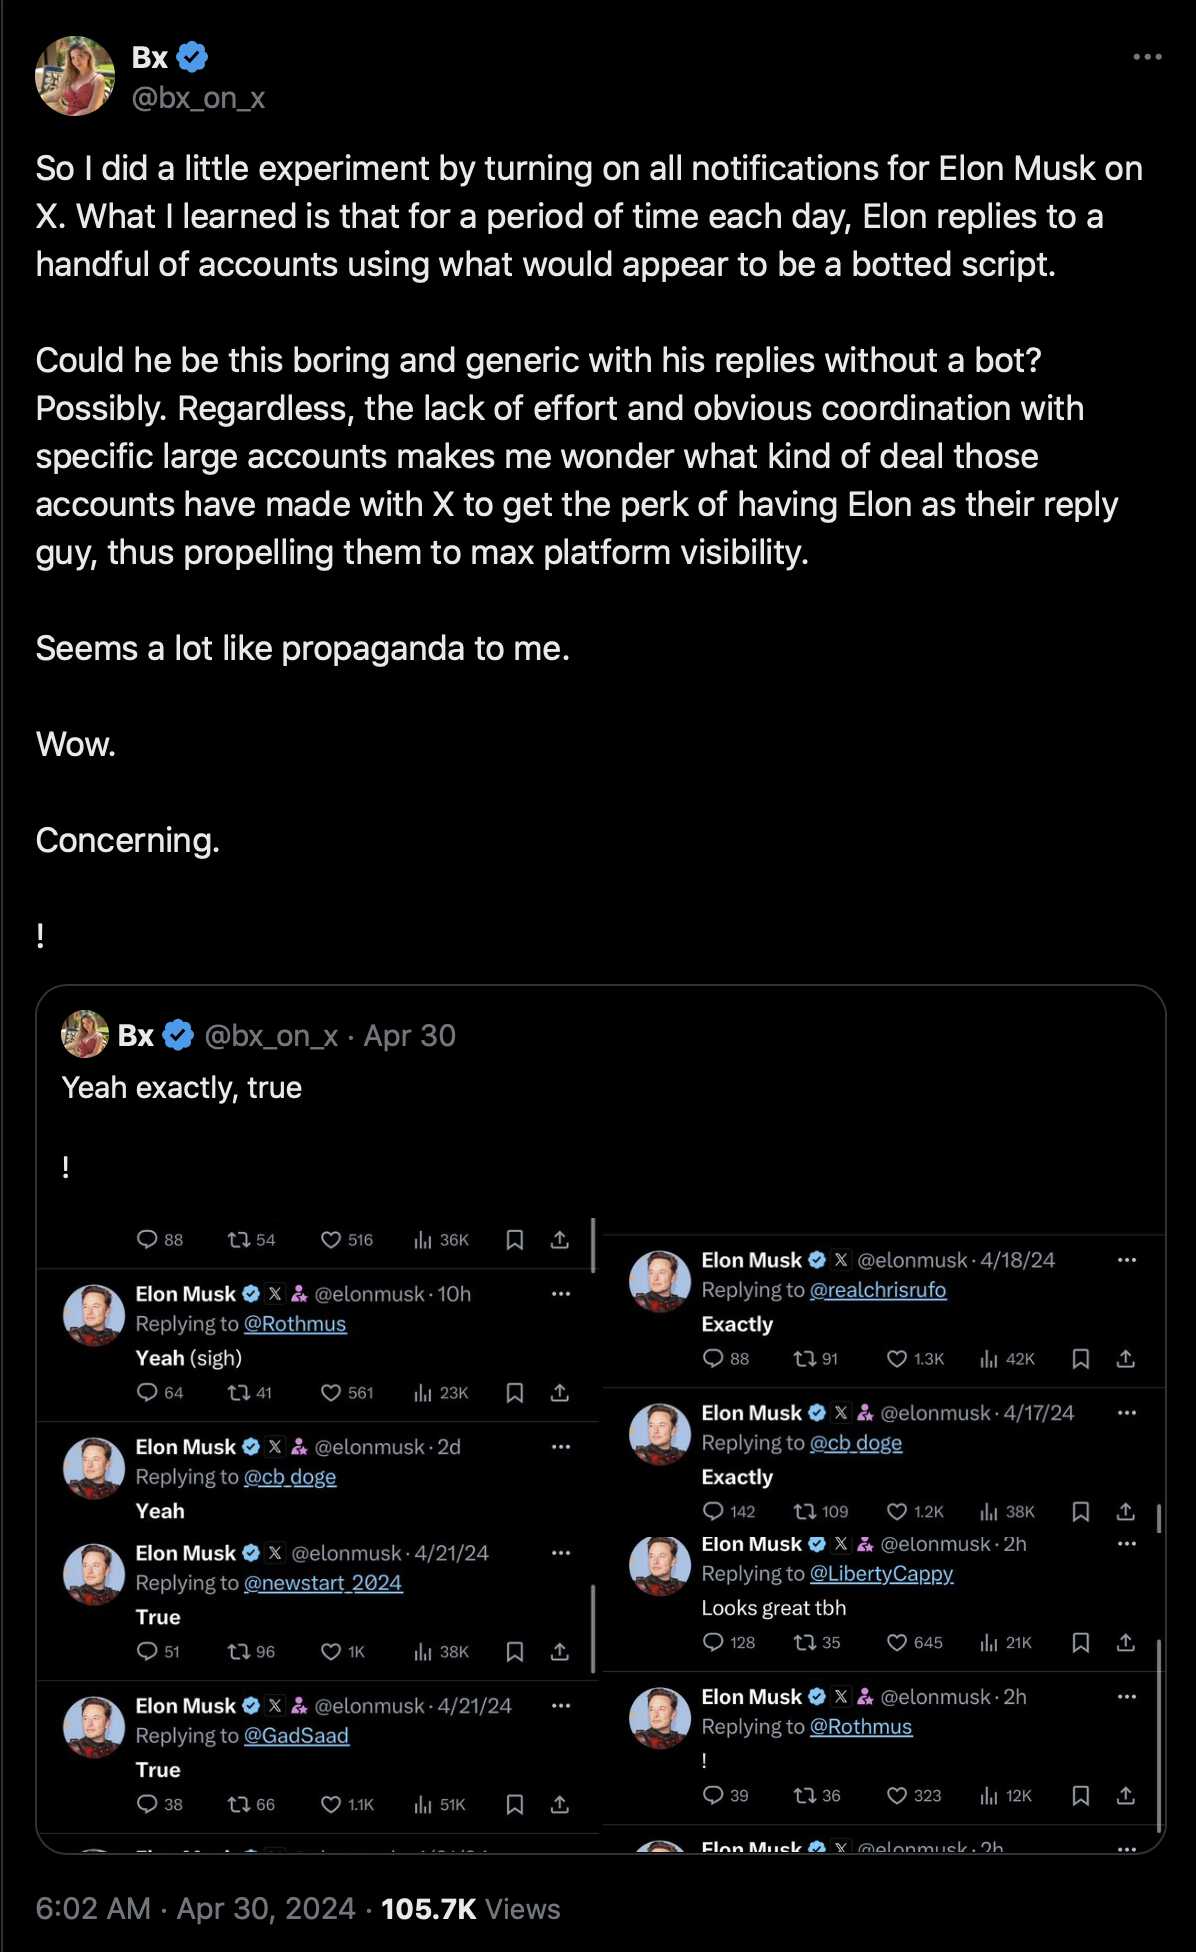 Bx
@bx_on_x
So I did a little experiment by turning on all notifications for Elon Musk on
X. What I learned is that for a period of time each day, Elon replies to a
handful of accounts using what would appear to be a botted script.
Could he be this boring and generic with his replies without a bot?
Possibly. Regardless, the lack of effort and obvious coordination with
specific large accounts makes me wonder what kind of deal those
accounts have made with X to get the perk of having Elon as their reply
guy, thus propelling them to max platform visibility.
Seems a lot like propaganda to me.
Wow.
Concerning.
!
Bx @bx_on_x · Apr 30
Yeah exactly, true
!
88 54 516 36K
Elon Musk @elonmusk · 10h
Replying to @Rothmus
Yeah (sigh)
64 41 561 23K
Elon Musk @elonmusk · 2d
Replying to @cb_doge
Yeah
Elon Musk @elonmusk · 4/21/24
Replying to @newstart_2024
True
51 96 1K 38K
Elon Musk @elonmusk · 4/21/24
Replying to @GadSaad
True
38 66 1.1K 51K
Elon Musk @elonmusk · 4/18/24
Replying to @realchrisrufo
Exactly
88 91 1.3K 42K
Elon Musk @elonmusk · 4/17/24
Replying to @cb_doge
Exactly
142 109 1.2K 38K
Elon Musk @elonmusk · 2h
Replying to @LibertyCappy
Looks great tbh
128 35 645 21K
Elon Musk @elonmusk · 2h
Replying to @Rothmus
!
39 36 323 12K
Elon Musk @elonmusk · 2h
6:02 AM · Apr 30, 2024 · 105.7K Views